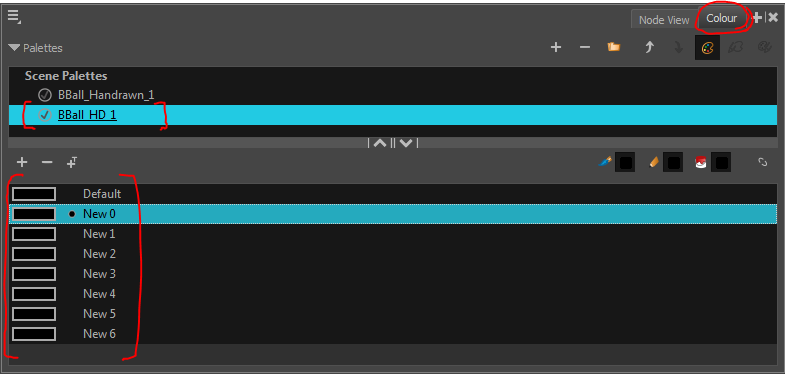 Node View Colour
Palettes
Scene Palettes
BBall_Handrawn_1
BBall_HD_1
Default
New 0
New 1
New 2
New 3
New 4
New 5
New 6